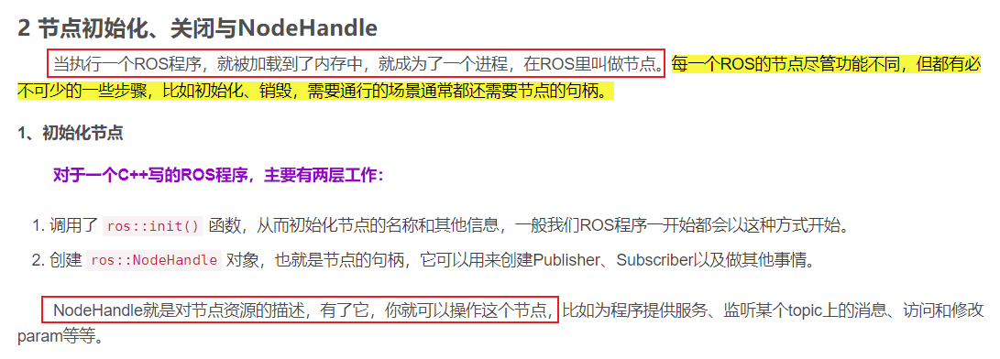 2 节点初始化、关闭与NodeHandle
当执行一个ROS程序，就被加载到了内存中，就成为了一个进程，在ROS里叫做节点。每一个ROS的节点尽管功能不同，但都有必
不可少的一些步骤，比如初始化、销毁，需要通行的场景通常都还需要节点的句柄。
1、初始化节点
对于一个C++写的ROS程序，主要有两层工作：
1. 调用了 ros::init() 函数，从而初始化节点的名称和其他信息，一般我们ROS程序一开始都会以这种方式开始。
2. 创建 ros::NodeHandle 对象，也就是节点的句柄，它可以用来创建Publisher、Subscriber以及做其他事情。
NodeHandle就是对节点资源的描述，有了它，你就可以操作这个节点，比如为程序提供服务、监听某个topic上的消息、访问和修改
param等等。